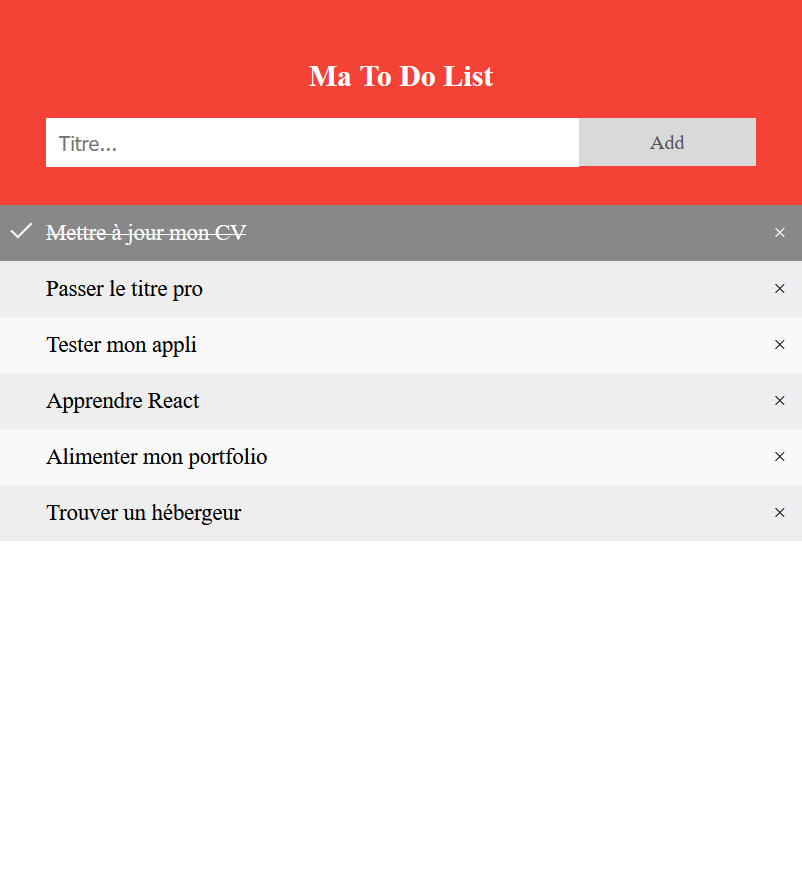 Ma To Do List
Titre...
Add
Mettre à jour mon CV ×
Passer le titre pro ×
Tester mon appli ×
Apprendre React ×
Alimenter mon portfolio ×
Trouver un hébergeur ×